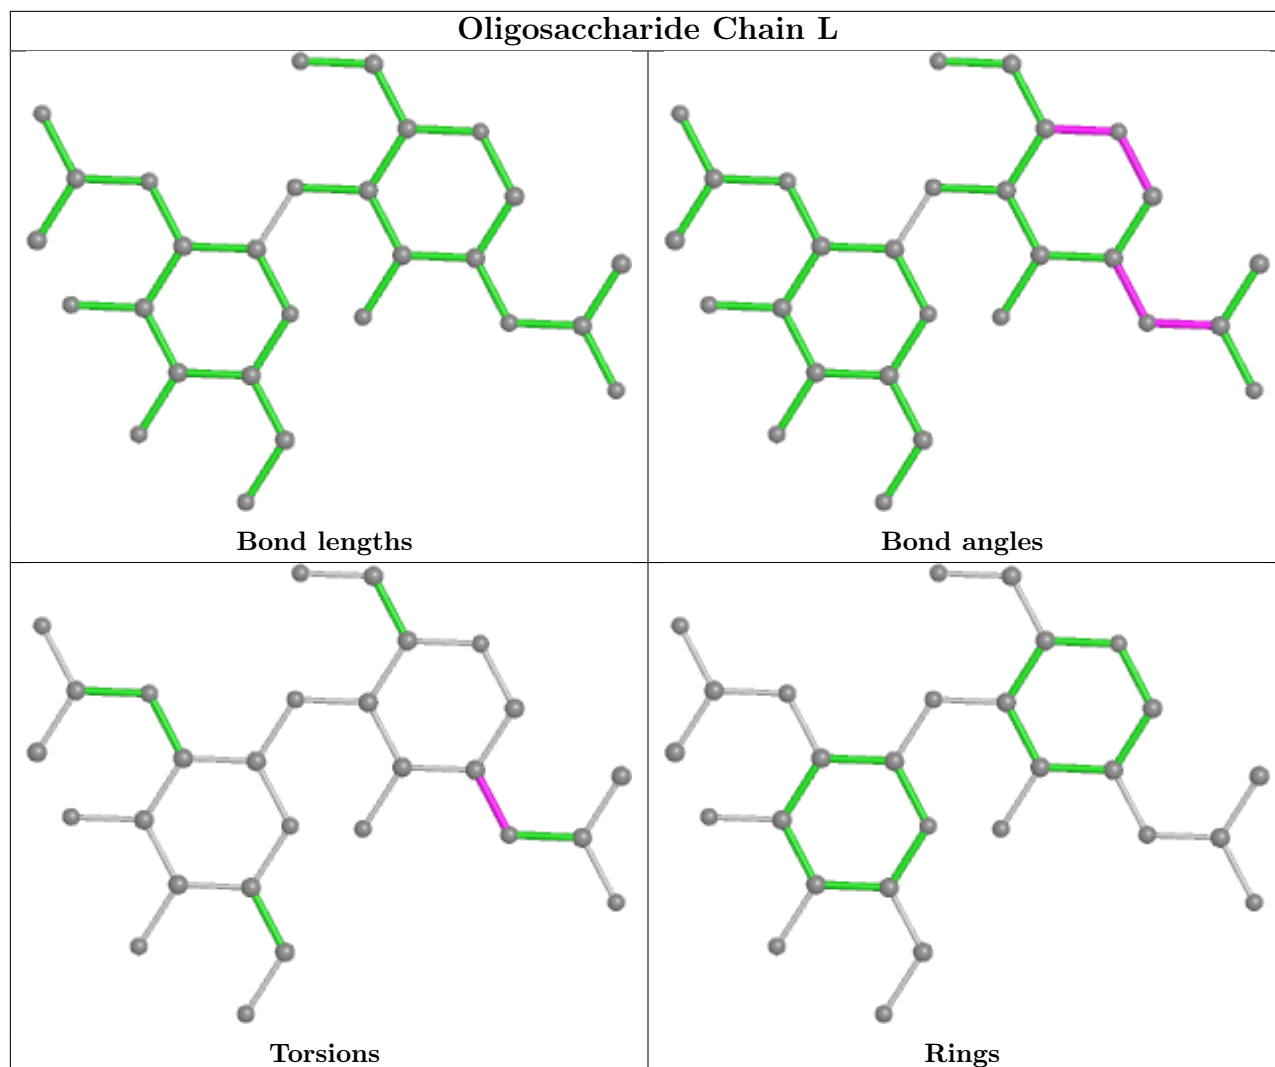 Oligosaccharide Chain L
Bond lengths
Bond angles
Torsions
Rings